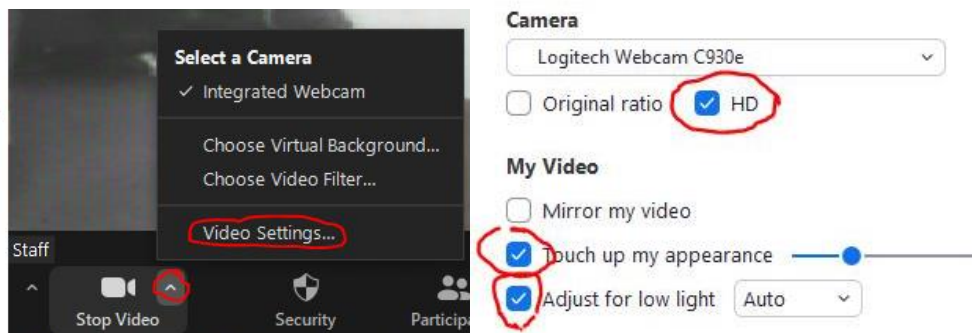 Select a Camera
Integrated Webcam
Choose Virtual Background...
Choose Video Filter...
Video Settings...
Staff
Stop Video
Security
Particip
Camera
Logitech Webcam C930e
Original ratio HD
My Video
Mirror my video
Touch up my appearance
Adjust for low light Auto